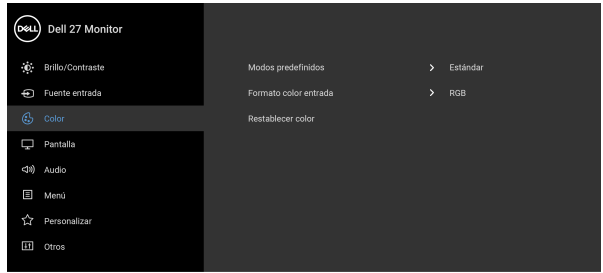 DELL Dell 27 Monitor
Brillo/Contraste Modos predefinidos Estándar
Fuente entrada Formato color entrada RGB
Color Restablecer color
Pantalla
Audio
Menú
Personalizar
Otros